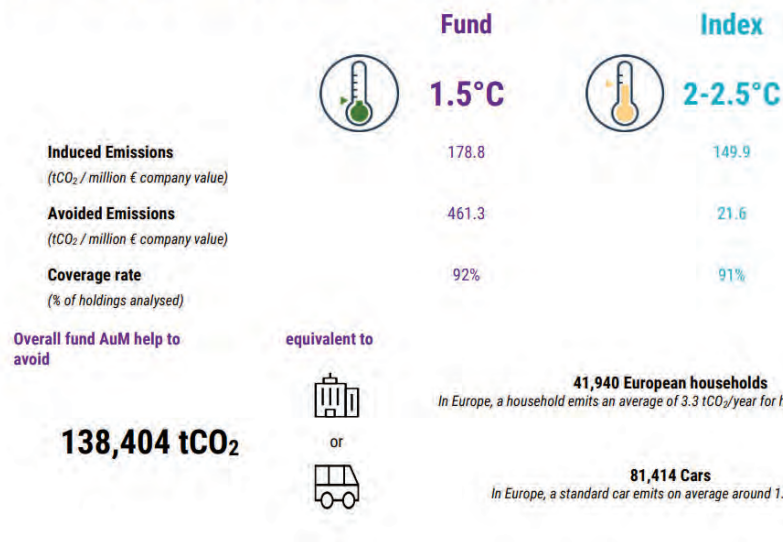 Fund Index
1.5°C 2-2.5°C
Induced Emissions 178.8 149.9
(tCO₂ / million € company value)
Avoided Emissions 461.3 21.6
(tCO₂ / million € company value)
Coverage rate 92% 91%
(% of holdings analysed)
Overall fund AuM help to equivalent to
avoid
41,940 European households
In Europe, a household emits an average of 3.3 tCO₂/year for
138,404 tCO₂ or
81,414 Cars
In Europe, a standard car emits on average around 1.